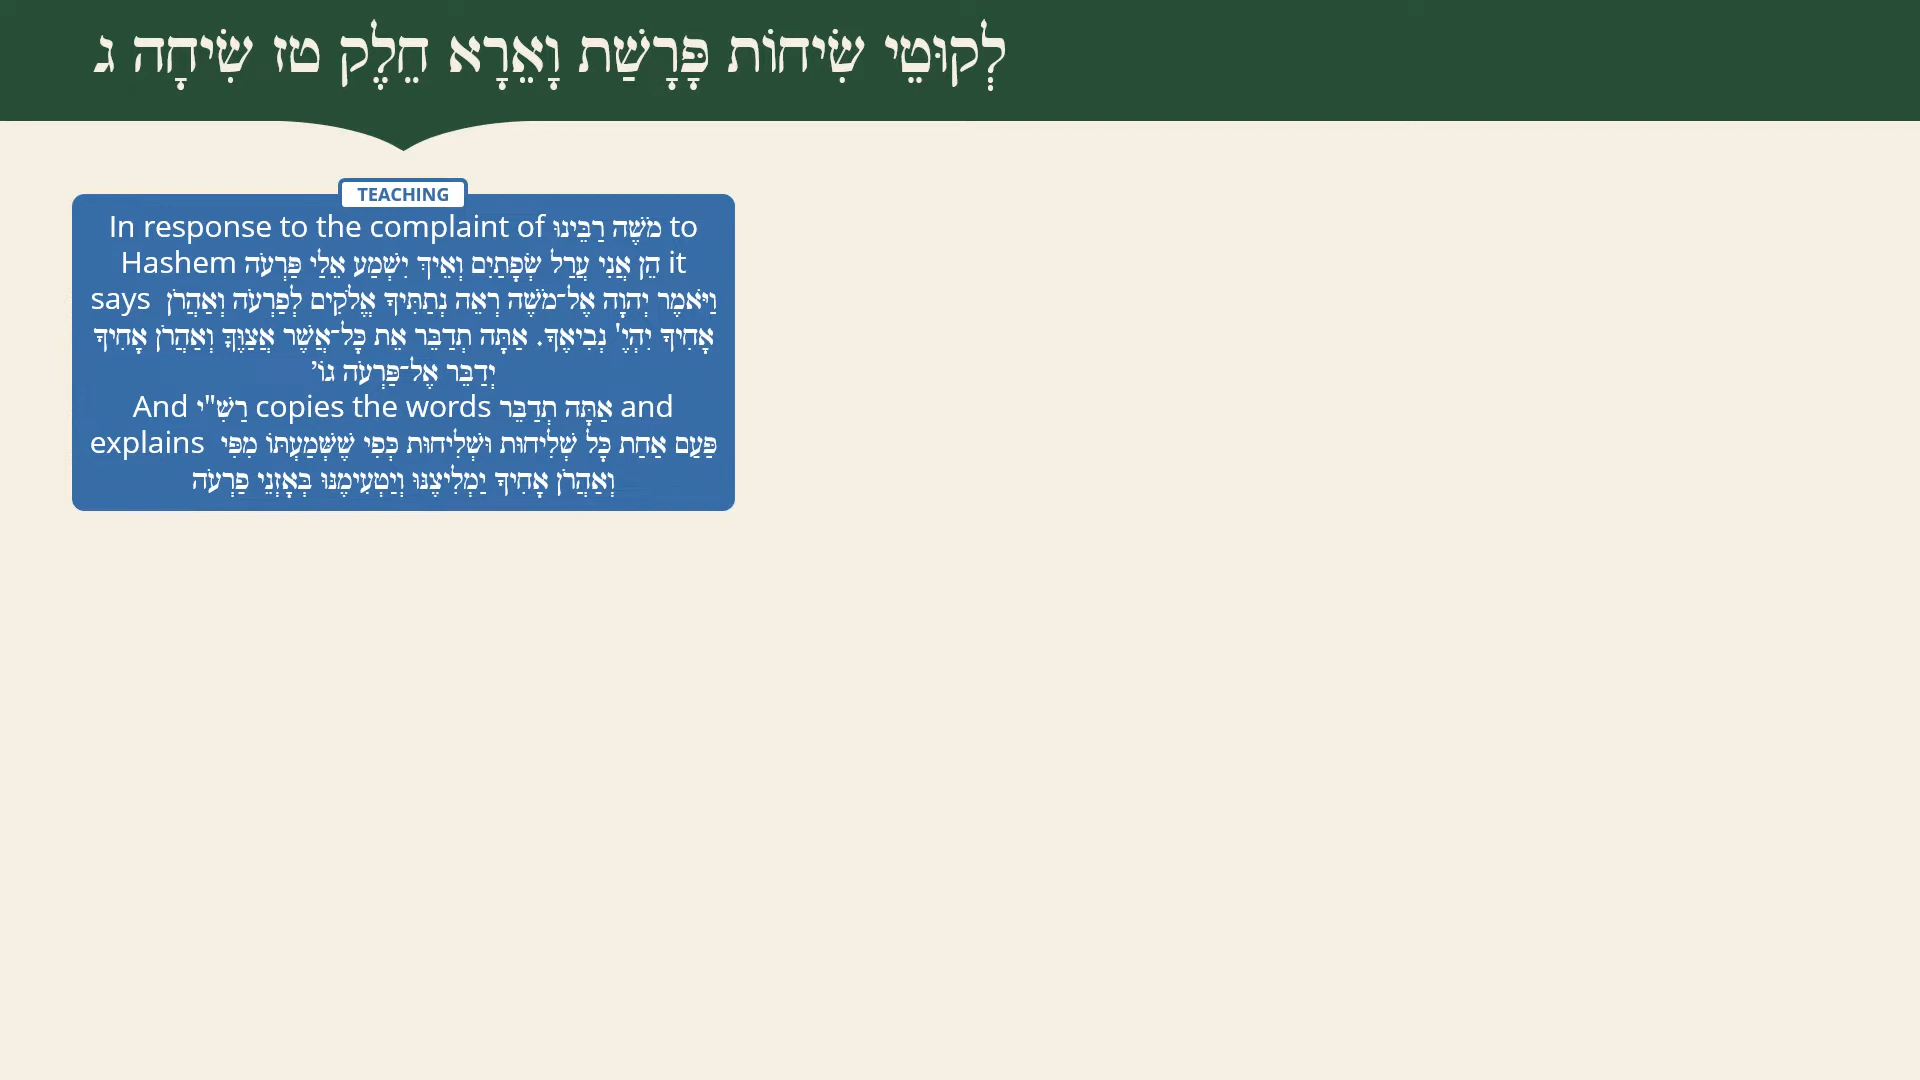 לְקוּטֵי שִׂיחוֹת פָּרָשַׁת וָאֵרָא חֵלֶק טז שִׂיחָה ג
TEACHING
In response to the complaint of מֹשֶׁה רַבֵּינוּ to
Hashem הֵן אֲנִי עֲרַל שְׂפָתַיִם וְאֵיךְ יִשְׁמַע אֵלַי פַּרְעֹה it
says וַיֹּאמֶר יְהוָה אֶל־מֹשֶׁה רְאֵה נְתַתִּיךָ אֱלֹקִים לְפַרְעֹה וְאַהֲרֹן
אָחִיךָ יִהְיֶ' נְבִיאֶךָ. אַתָּה תְדַבֵּר אֵת כָּל־אֲשֶׁר אֲצַוֶּךָּ וְאַהֲרֹן אָחִיךָ
יְדַבֵּר אֶל־פַּרְעֹה גו'
And רַשִׁ"י copies the words אַתָּה תְדַבֵּר and
explains פַּעַם אַחַת כָּל שְׁלִיחוּת וּשְׁלִיחוּת כְּפִי שֶׁשְּׁמַעְתּוֹ מִפִּי
וְאַהֲרֹן אָחִיךָ יַמְלִיצֶנּוּ וְיַטְעִימֶנּוּ בְּאָזְנֵי פַרְעֹה